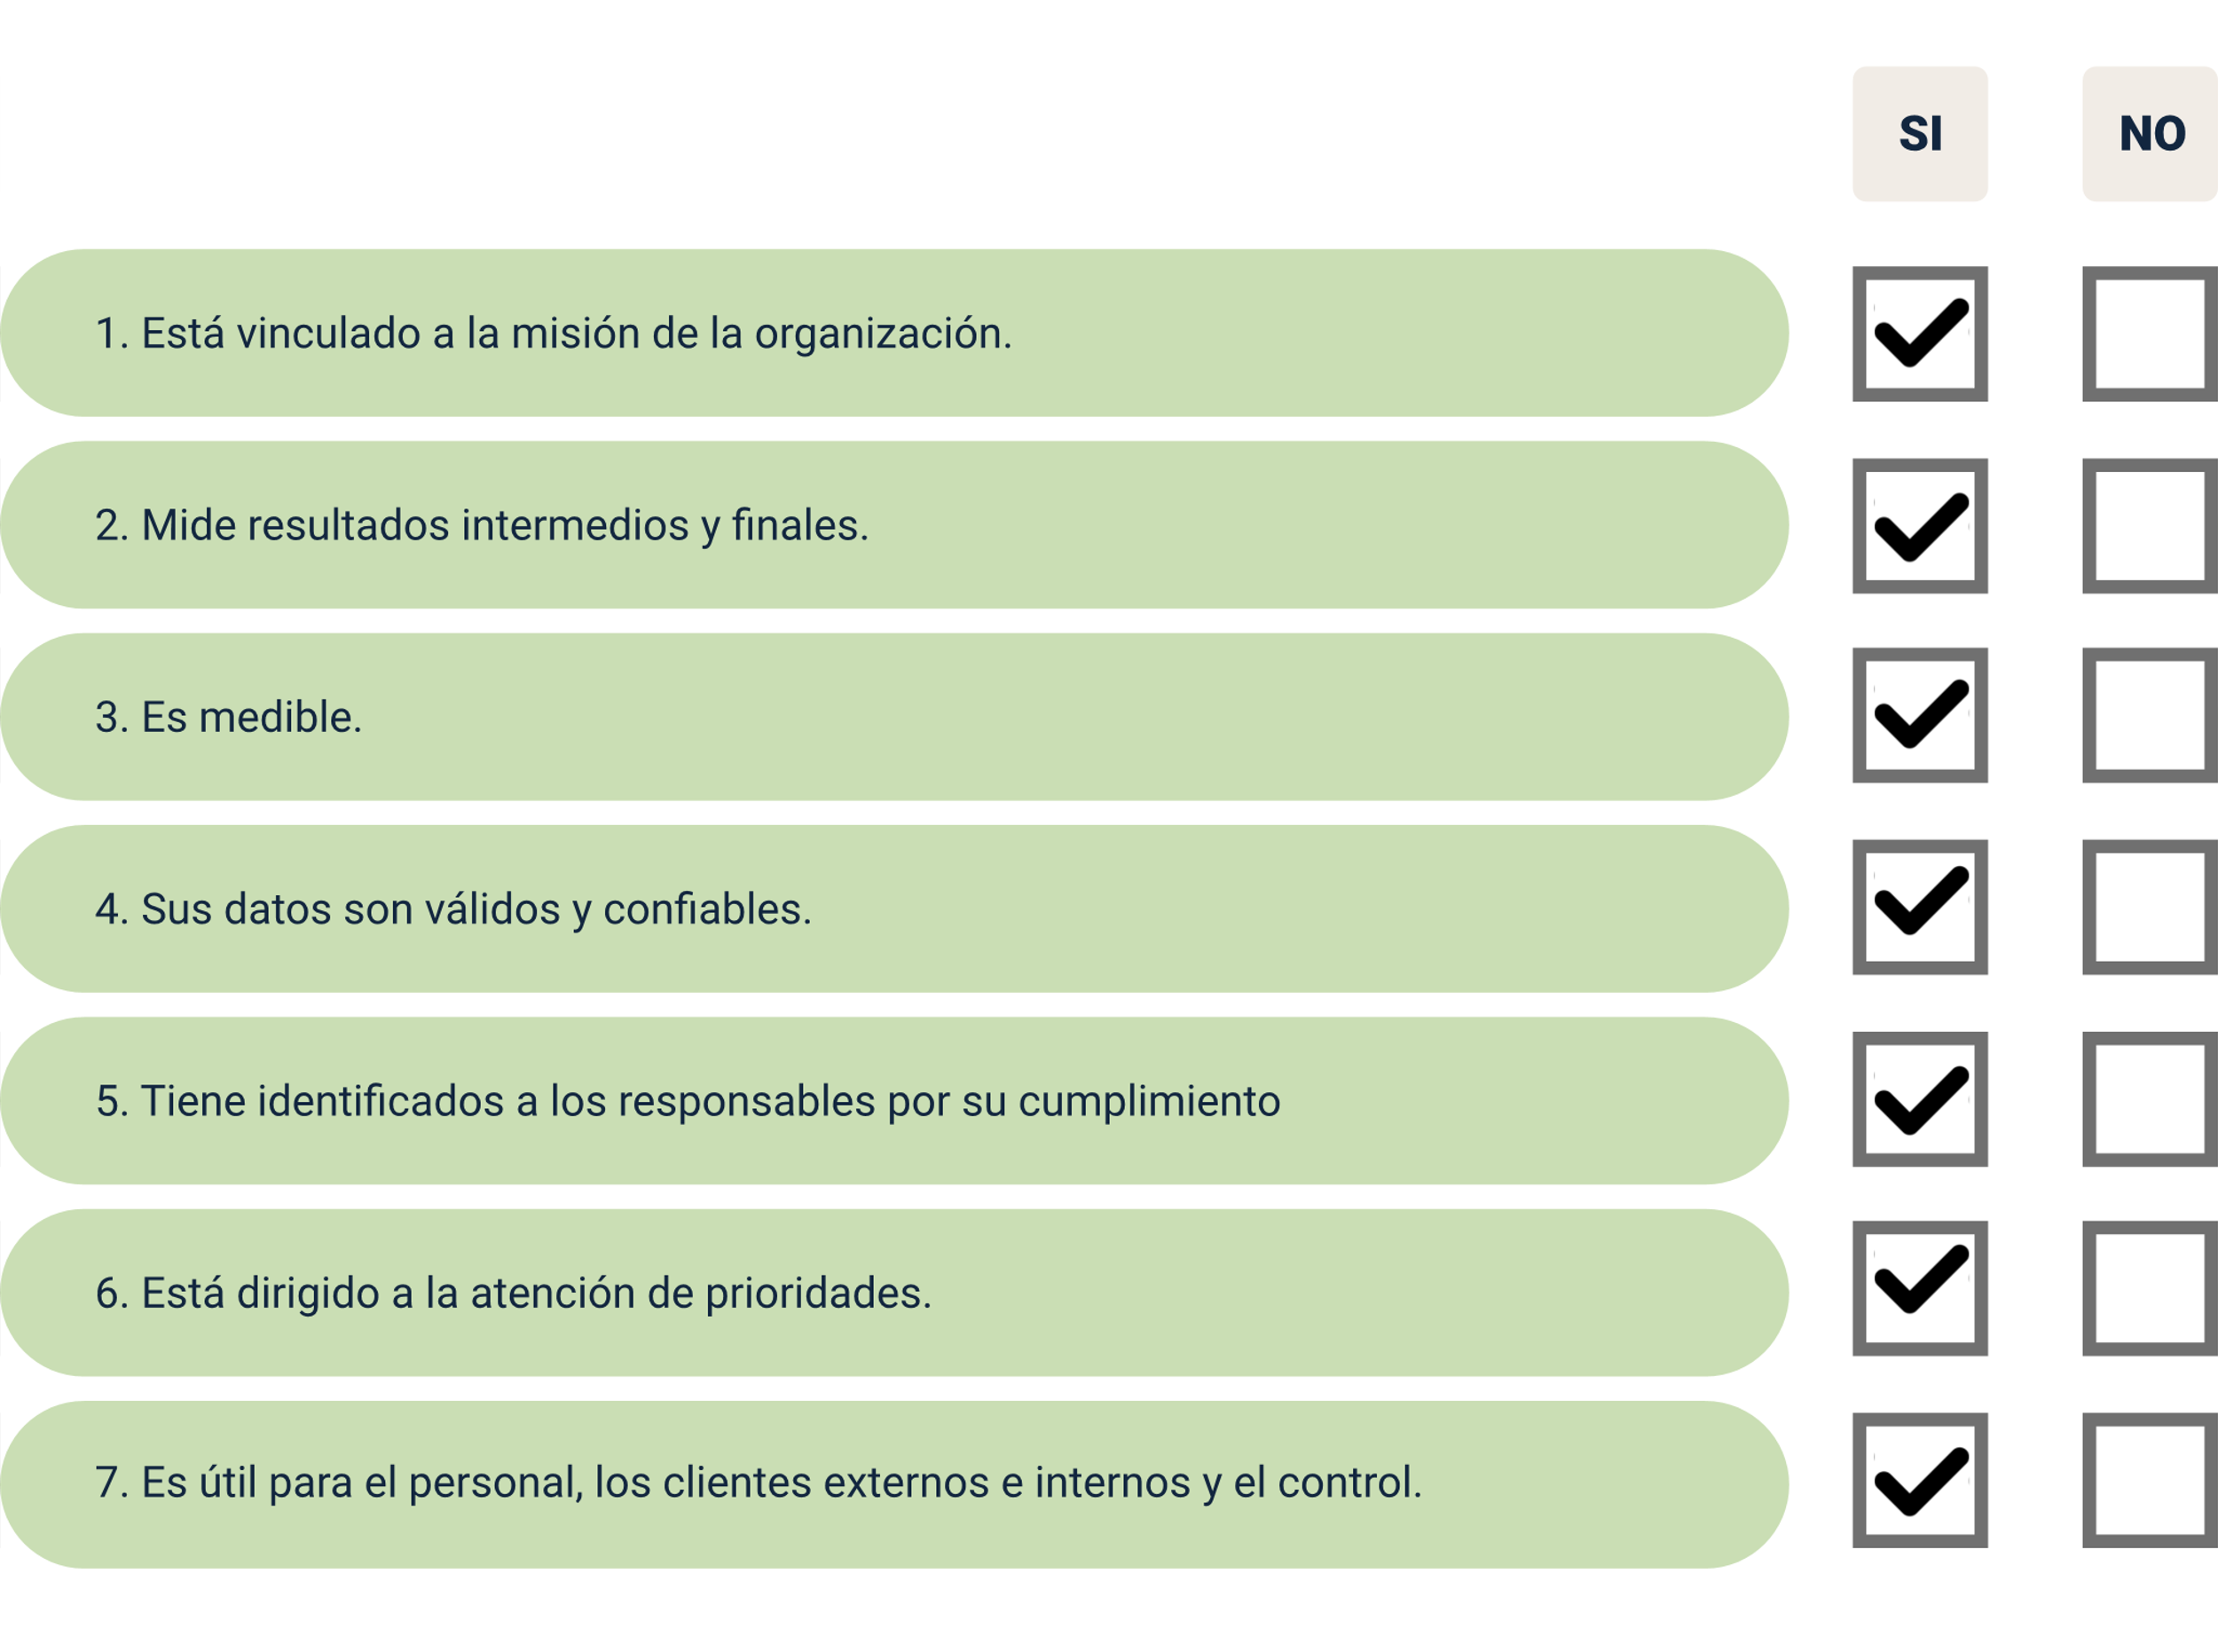 SI NO
1. Está vinculado a la misión de la organización.
2. Mide resultados intermedios y finales.
3. Es medible.
4. Sus datos son válidos y confiables.
5. Tiene identificados a los responsables por su cumplimiento
6. Está dirigido a la atención de prioridades.
7. Es útil para el personal, los clientes externos e internos y el control.